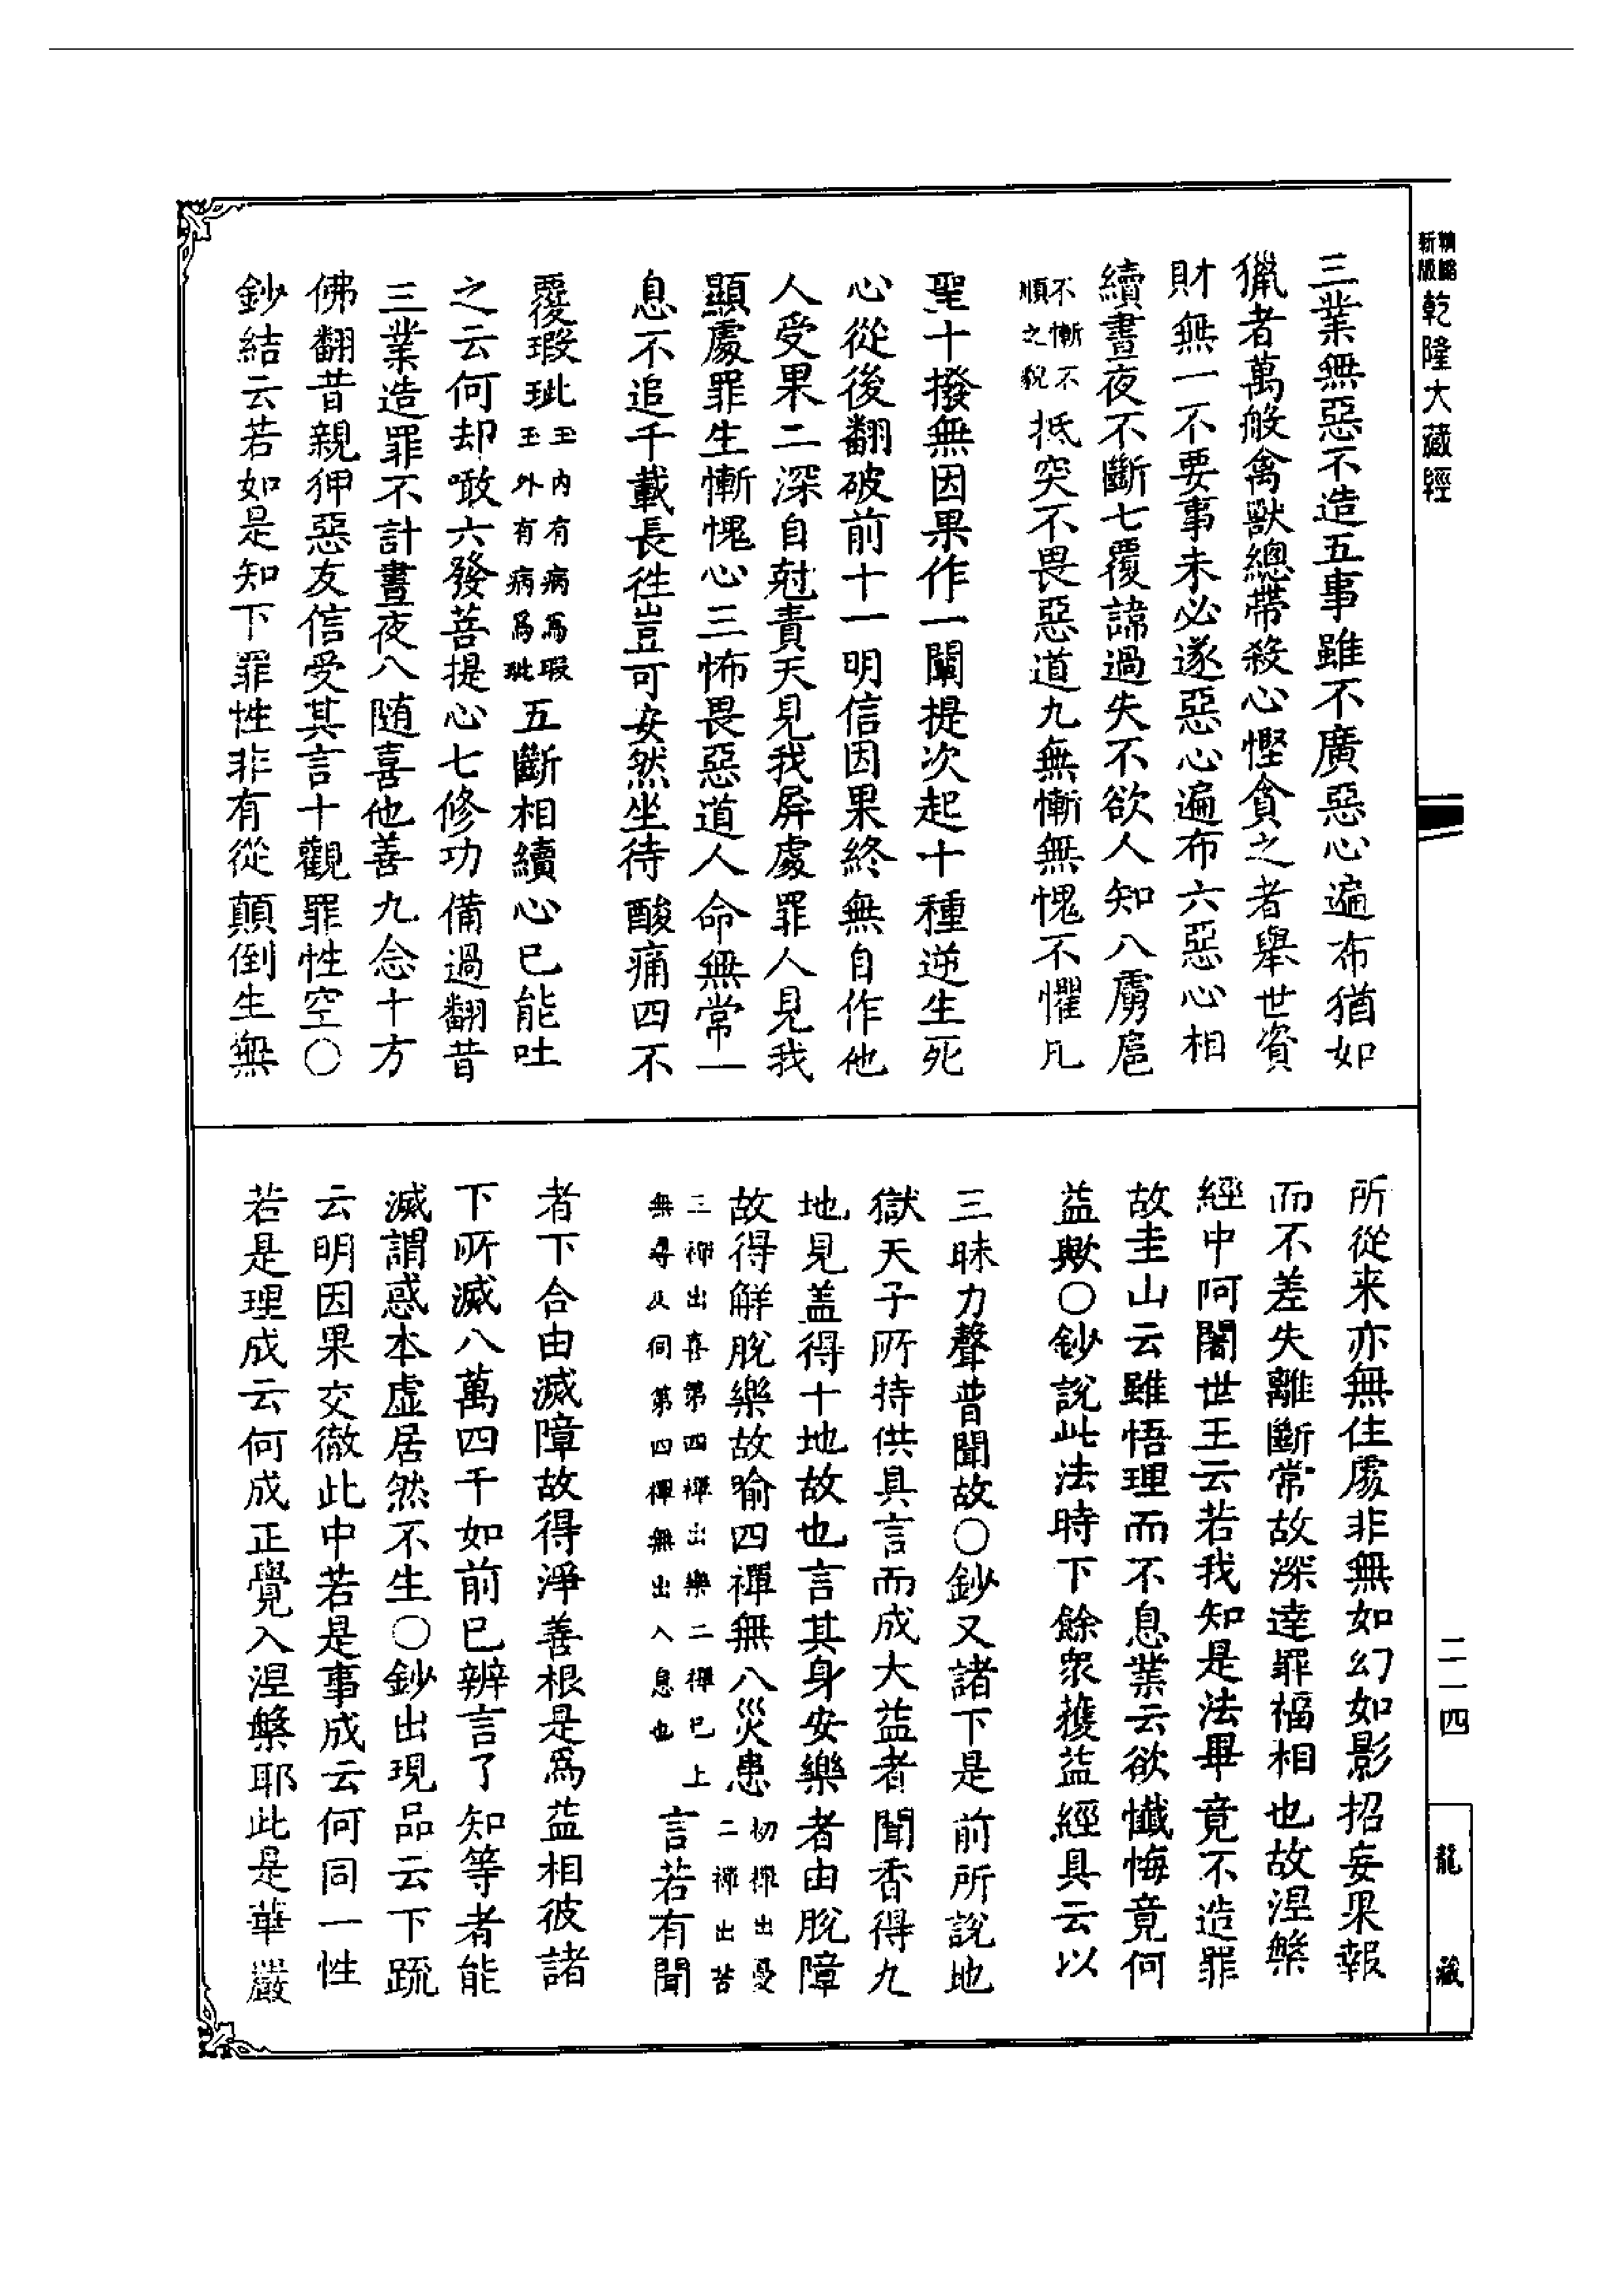 精縮新版乾隆大藏經
三業無惡不造五事雖不廣惡心遍布猶如
獵者萬般禽獸總帶殺心慳貪之者舉世資
財無一不要事未必遂惡心遍布六惡心相
續晝夜不斷七覆諱過失不欲人知八虜扈
不慚不順之貌抵突不畏惡道九無慚無愧不懼凡
聖十撥無因果作一闡提次起十種逆生死
心從後翻破前十一明信因果終無自作他
人受果二深自尅責天見我屏處罪人見我
顯處罪生慚愧心三怖畏惡道人命無常一
息不追千載長徃豈可安然坐待酸痛四不
覆瑕玼玉內有病為瑕玉外有病為玼五斷相續心已能吐
之云何却噉六發菩提心七修功備過翻昔
三業造罪不計晝夜八隨喜他善九念十方
佛翻昔親狎惡友信受其言十觀罪性空〇
鈔結云若如是知下罪性非有從顛倒生無
所從来亦無住處非無如幻如影招妄果報
而不差失離斷常故深達罪福相也故涅槃
經中阿闍世王云若我知是法畢竟不造罪
故圭山云雖悟理而不息業云欲懺悔竟何
益歟〇鈔說此法時下餘眾獲益經具云以
三昧力聲普聞故〇鈔又諸下是前所說地
獄天子所持供具言而成大益者聞香得九
地見盖得十地故也言其身安樂者由脫障
故得解脫樂故喻四禪無八災患初禪出憂二禪出苦
三禪出喜第四禪出樂二禪已上無尋伺第四禪無出入息也言若有聞
者下合由滅障故得淨善根是為益相彼諸
下所滅八萬四千如前已辨言了知等者能
滅謂惑本虛居然不生〇鈔出現品云下䟽
云明因果交徹此中若是事成云何同一性
若是理成云何成正覺入涅槃耶此是華嚴
二一四
龍藏